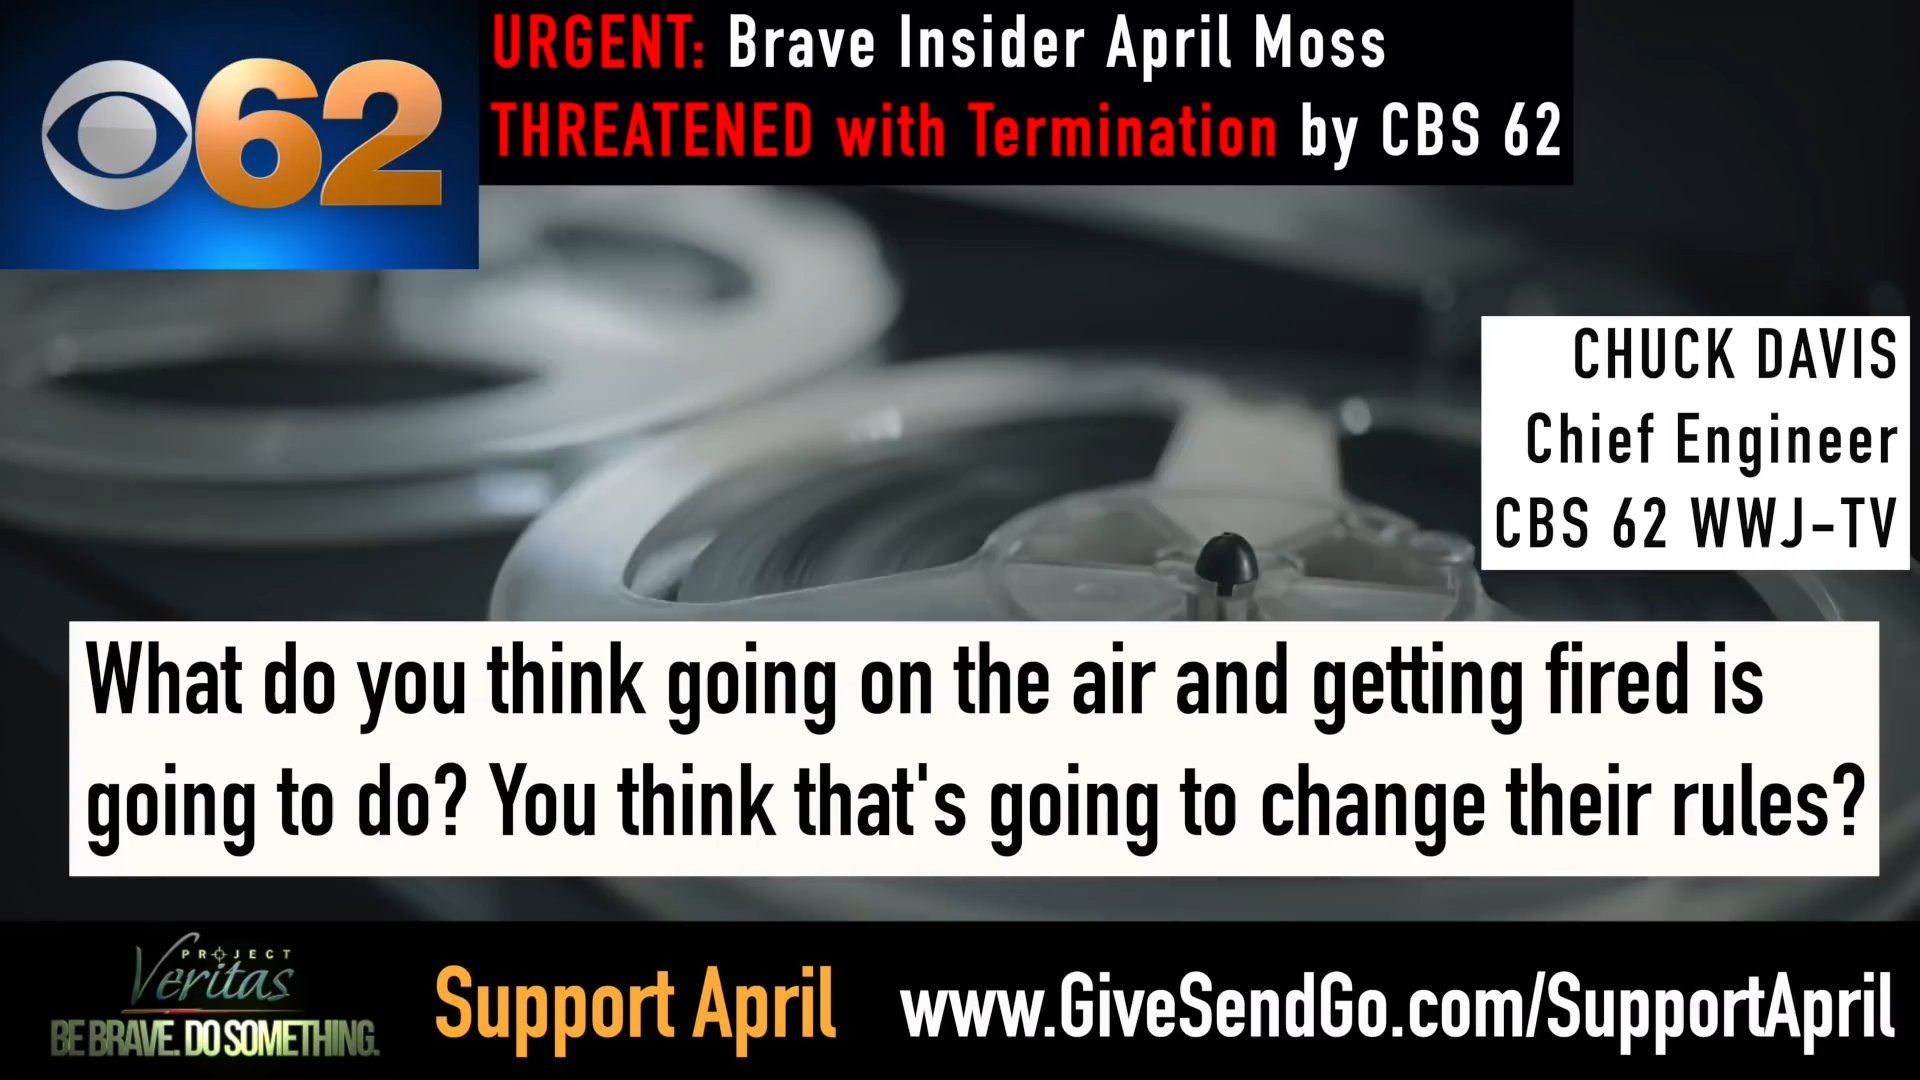 62
URGENT: Brave Insider April Moss
THREATENED with Termination by CBS 62
CHUCK DAVIS
Chief Engineer
CBS 62 WWJ-TV
What do you think going on the air and getting fired is
going to do? You think that's going to change their rules?
PROJECT
Veritas
BE BRAVE. DO SOMETHING.
Support April
www.GiveSendGo.com/SupportApril